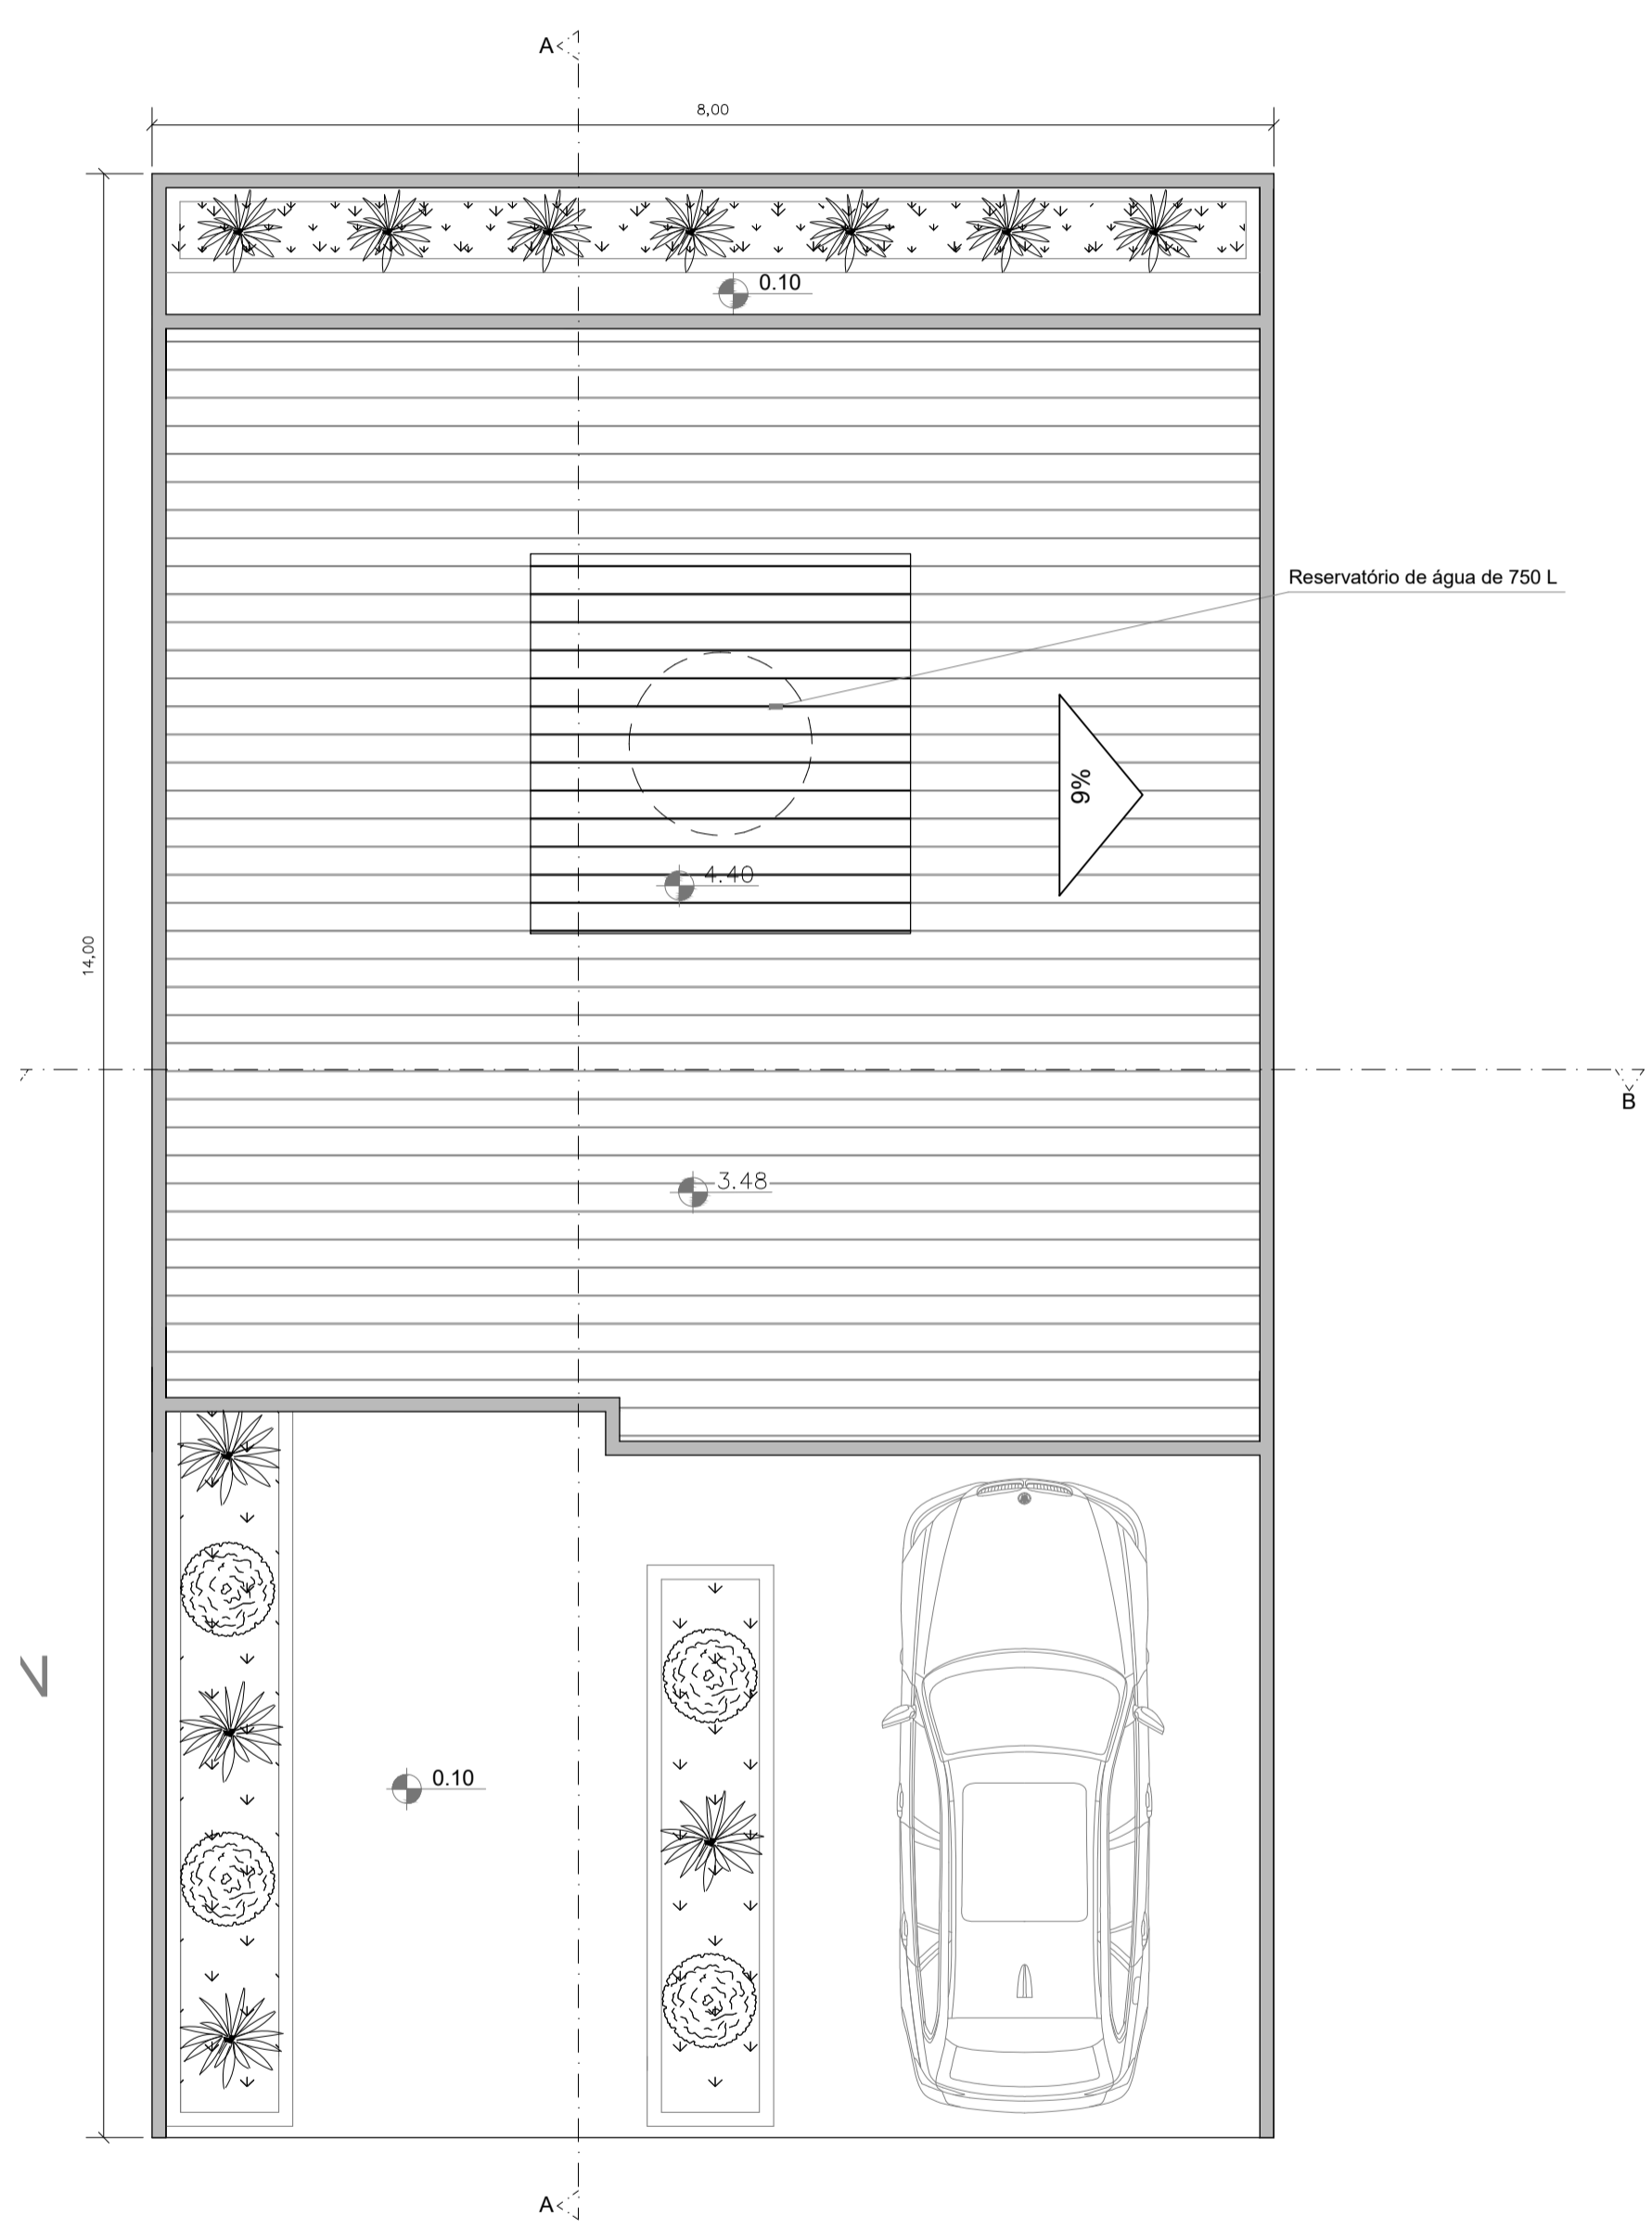 A
8,00
0.10
Reservatório de água de 750 L
9%
4.40
14,00
B
3.48
N
0.10
A